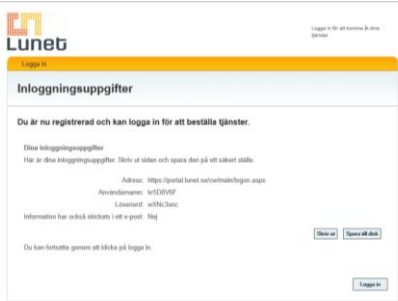 Lunet
Logga in för att komma åt dina
tjänster
Logga in
Inloggningsuppgifter
Du är nu registrerad och kan logga in för att beställa tjänster.
Dina inloggningsuppgifter
Här är dina inloggningsuppgifter. Skriv ut sidan och spara den på ett säkert ställe.
Adress: https://portal.lunet.se/cw/main/logon.aspx
Användarnamn:
Lösenord:
Information har också skickats i ett e-post: Nej
Skriv ut Spara till disk
Du kan fortsätta genom att klicka på logga in.
Logga in